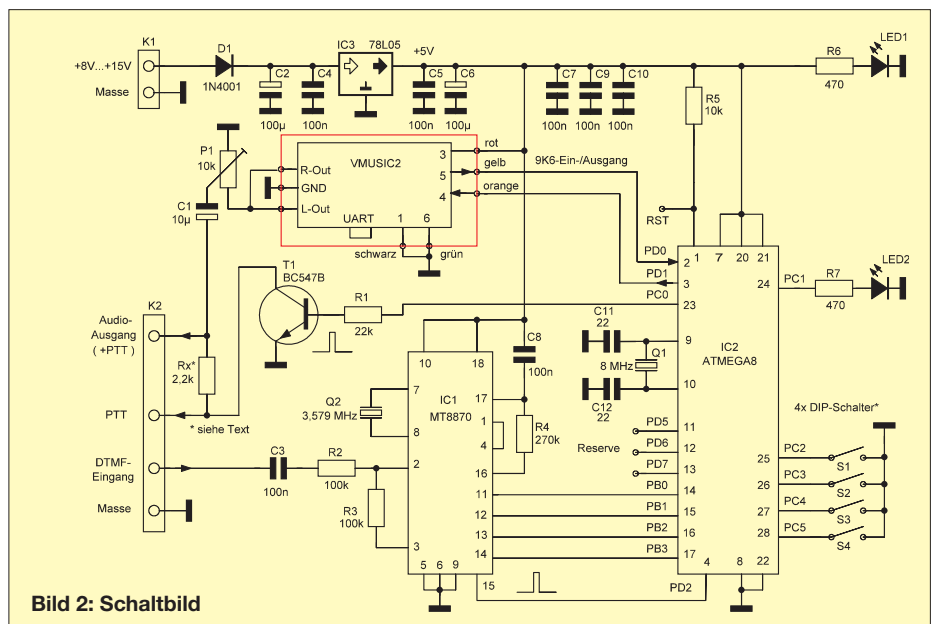 K1
+8V...+15V
Masse
D1
1N4001
C2
100µ
C4
100n
IC3 78L05
+5V
C5
100n
C6
100µ
C7
100n
C9
100n
C10
100n
R5
10k
R6
470
LED1
P1
10k
C1
10µ
R-Out
GND
L-Out
VMUSIC2
UART
3
5
4
1
6
rot
gelb
orange
schwarz
grün
9K6-Ein-/Ausgang
RST
PD0
PD1
PC0
T1
BC547B
R1
22k
K2
Audio-
Ausgang
( +PTT )
Rx*
2,2k
PTT
* siehe Text
DTMF-
Eingang
Masse
C3
100n
R2
100k
R3
100k
Q2
3,579 MHz
IC1
MT8870
10
18
7
8
2
3
17
1
4
16
11
12
13
14
5
6
9
15
C8
100n
R4
270k
C11
22
Q1
8 MHz
C12
22
PD5
PD6
PD7
Reserve
PB0
PB1
PB2
PB3
PD2
IC2
ATMEGA8
1
7
20
21
2
3
23
9
10
11
12
13
14
15
16
17
4
8
22
24
25
26
27
28
PC1
R7
470
LED2
4x DIP-Schalter*
PC2
S1
PC3
S2
PC4
S3
PC5
S4
Bild 2: Schaltbild